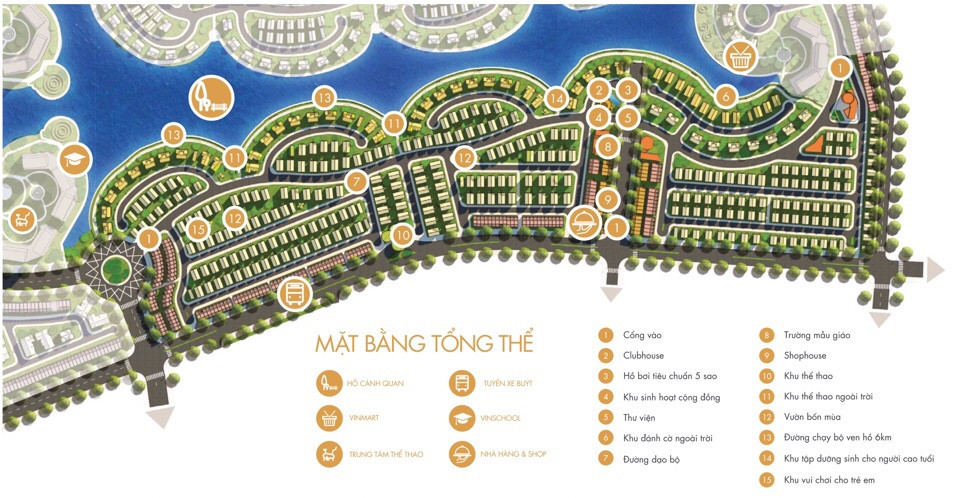 1
6
13
14
2
3
4
5
11
13
8
11
12
7
9
12
15
1
10
1
MẶT BẰNG TỔNG THỂ
HỒ CẢNH QUAN
TUYẾN XE BUÝT
VINMART
VINSCHOOL
TRUNG TÂM THỂ THAO
NHÀ HÀNG & SHOP
1 Cổng vào
2 Clubhouse
3 Hồ bơi tiêu chuẩn 5 sao
4 Khu sinh hoạt cộng đồng
5 Thư viện
6 Khu đánh cờ ngoài trời
7 Đường dạo bộ
8 Trường mẫu giáo
9 Shophouse
10 Khu thể thao
11 Khu thể thao ngoài trời
12 Vườn bốn mùa
13 Đường chạy bộ ven hồ 6km
14 Khu tập dưỡng sinh cho người cao tuổi
15 Khu vui chơi cho trẻ em